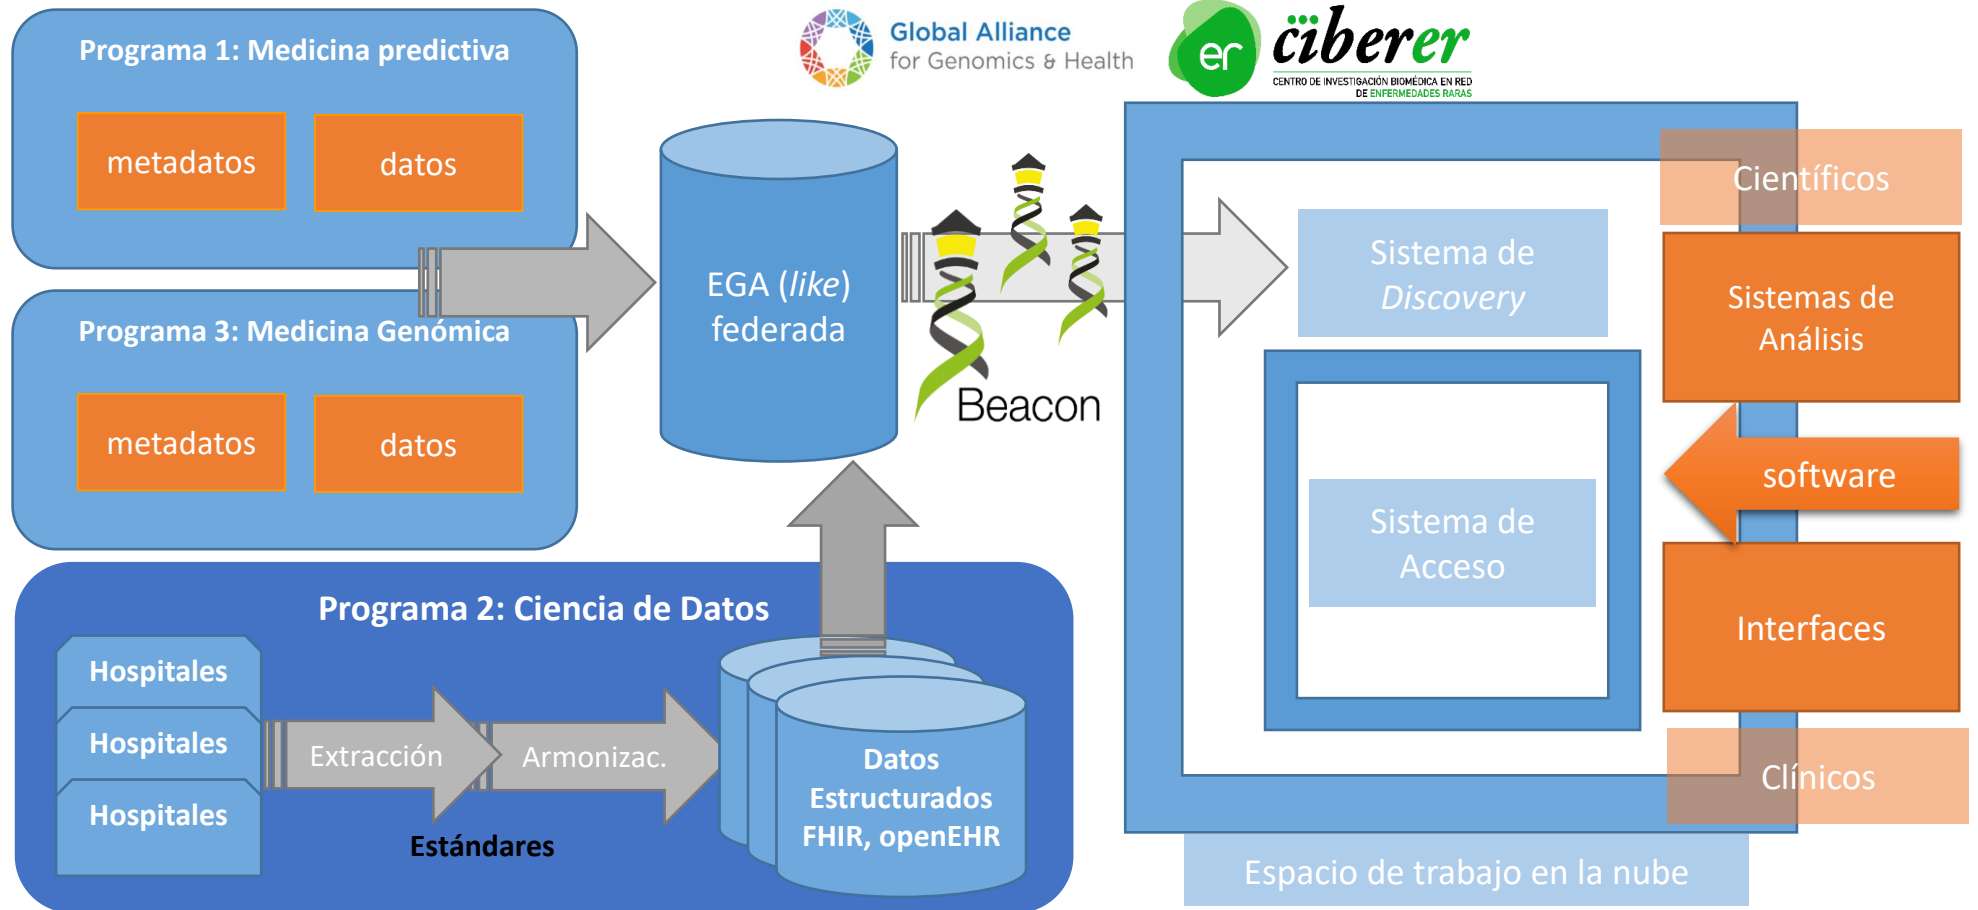 Programa 1: Medicina predictiva
metadatos
datos
Programa 3: Medicina Genómica
metadatos
datos
Programa 2: Ciencia de Datos
Hospitales
Hospitales
Hospitales
Extracción
Armonizac.
Estándares
Datos
Estructurados
FHIR, openEHR
EGA (like)
federada
Beacon
Global Alliance
for Genomics & Health
er
ciberer
CENTRO DE INVESTIGACIÓN BIOMÉDICA EN RED
DE ENFERMEDADES RARAS
Sistema de
Discovery
Sistema de
Acceso
Científicos
Sistemas de
Análisis
software
Interfaces
Clínicos
Espacio de trabajo en la nube